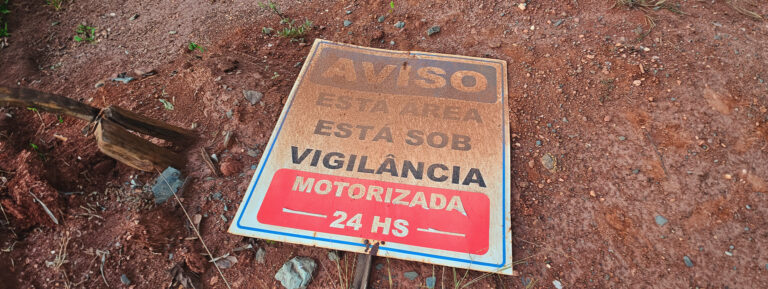 AVISO
ESTA ÁREA
ESTÁ SOB
VIGILÂNCIA
MOTORIZADA
24 HS